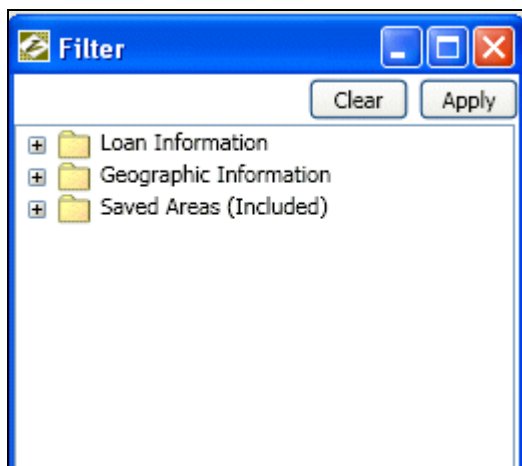 Filter
Clear Apply
Loan Information
Geographic Information
Saved Areas (Included)